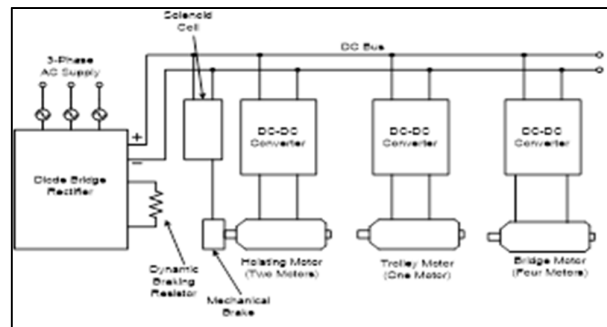 Solenoid
Coil
3-Phase
AC Supply
DC Bus
+
−
Diode Bridge
Rectifier
DC-DC
Converter
DC-DC
Converter
DC-DC
Converter
Dynamic
Braking
Resistor
Mechanical
Brake
Hoisting Motor
(Two Motors)
Trolley Motor
(One Motor)
Bridge Motor
(Four Motors)